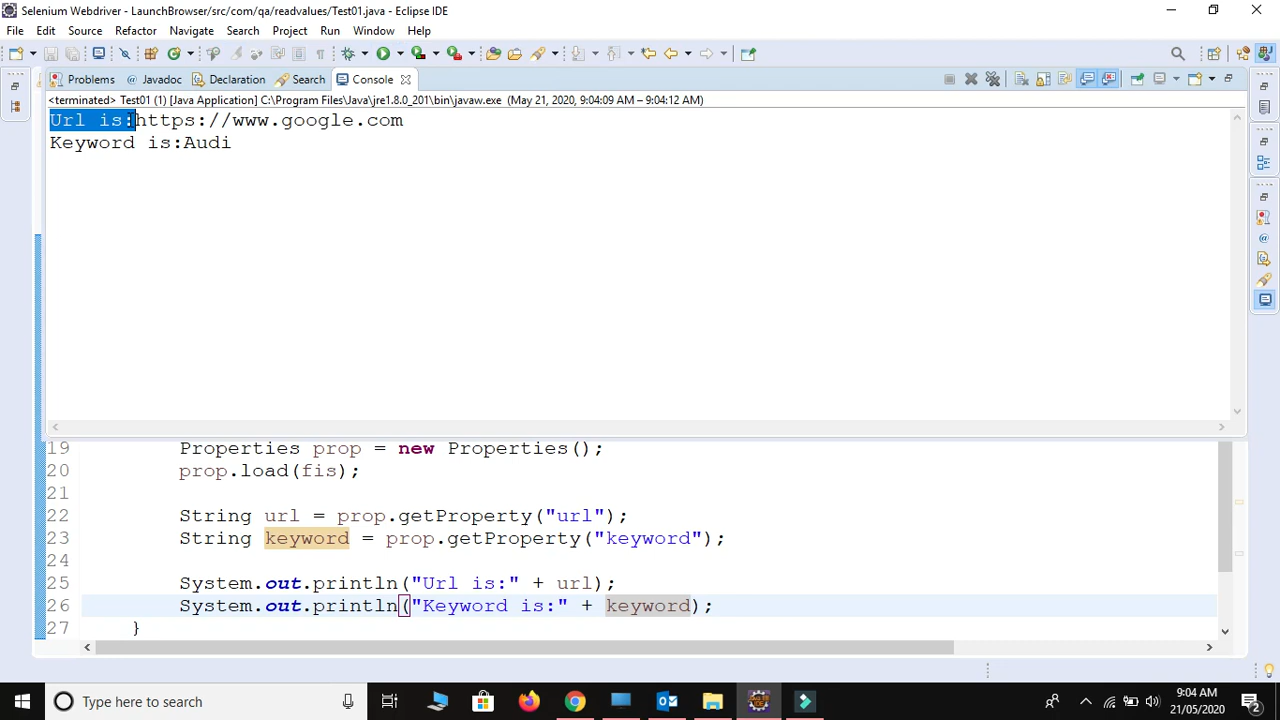 Selenium Webdriver - LaunchBrowser/src/com/qa/readvalues/Test01.java - Eclipse IDE
File Edit Source Refactor Navigate Search Project Run Window Help
Problems @ Javadoc Declaration Search Console
<terminated> Test01 (1) [Java Application] C:\Program Files\Java\jre1.8.0_201\bin\javaw.exe (May 21, 2020, 9:04:09 AM – 9:04:12 AM)
Url is:https://www.google.com
Keyword is:Audi
19 Properties prop = new Properties();
20 prop.load(fis);
21
22 String url = prop.getProperty("url");
23 String keyword = prop.getProperty("keyword");
24
25 System.out.println("Url is:" + url);
26 System.out.println("Keyword is:" + keyword);
27 }
Type here to search
9:04 AM
21/05/2020
2